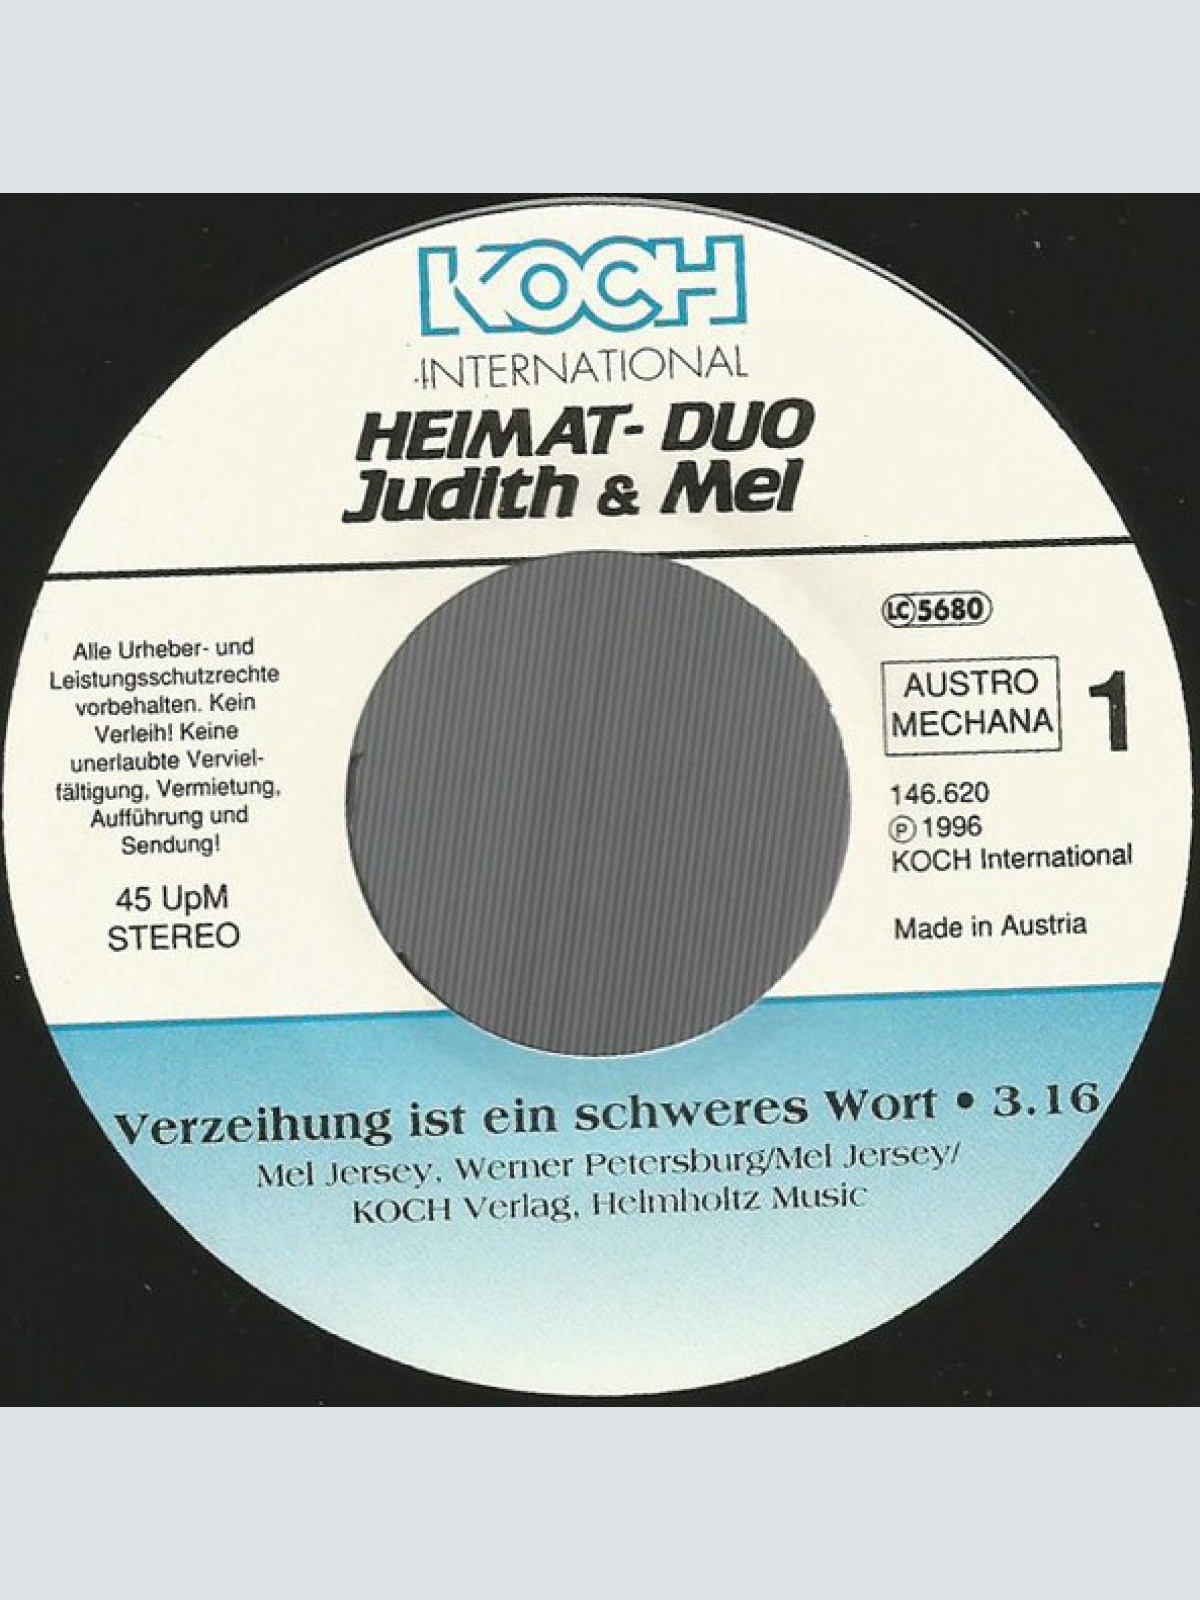 KOCH
INTERNATIONAL
HEIMAT-DUO
Judith & Mel
Alle Urheber- und
Leistungsschutzrechte
vorbehalten. Kein
Verleih! Keine
unerlaubte Verviel-
fältigung, Vermietung,
Aufführung und
Sendung!
45 UpM
STEREO
LC 5680
AUSTRO
MECHANA
1
146.620
℗ 1996
KOCH International
Made in Austria
Verzeihung ist ein schweres Wort • 3.16
Mel Jersey, Werner Petersburg/Mel Jersey/
KOCH Verlag, Helmholtz Music